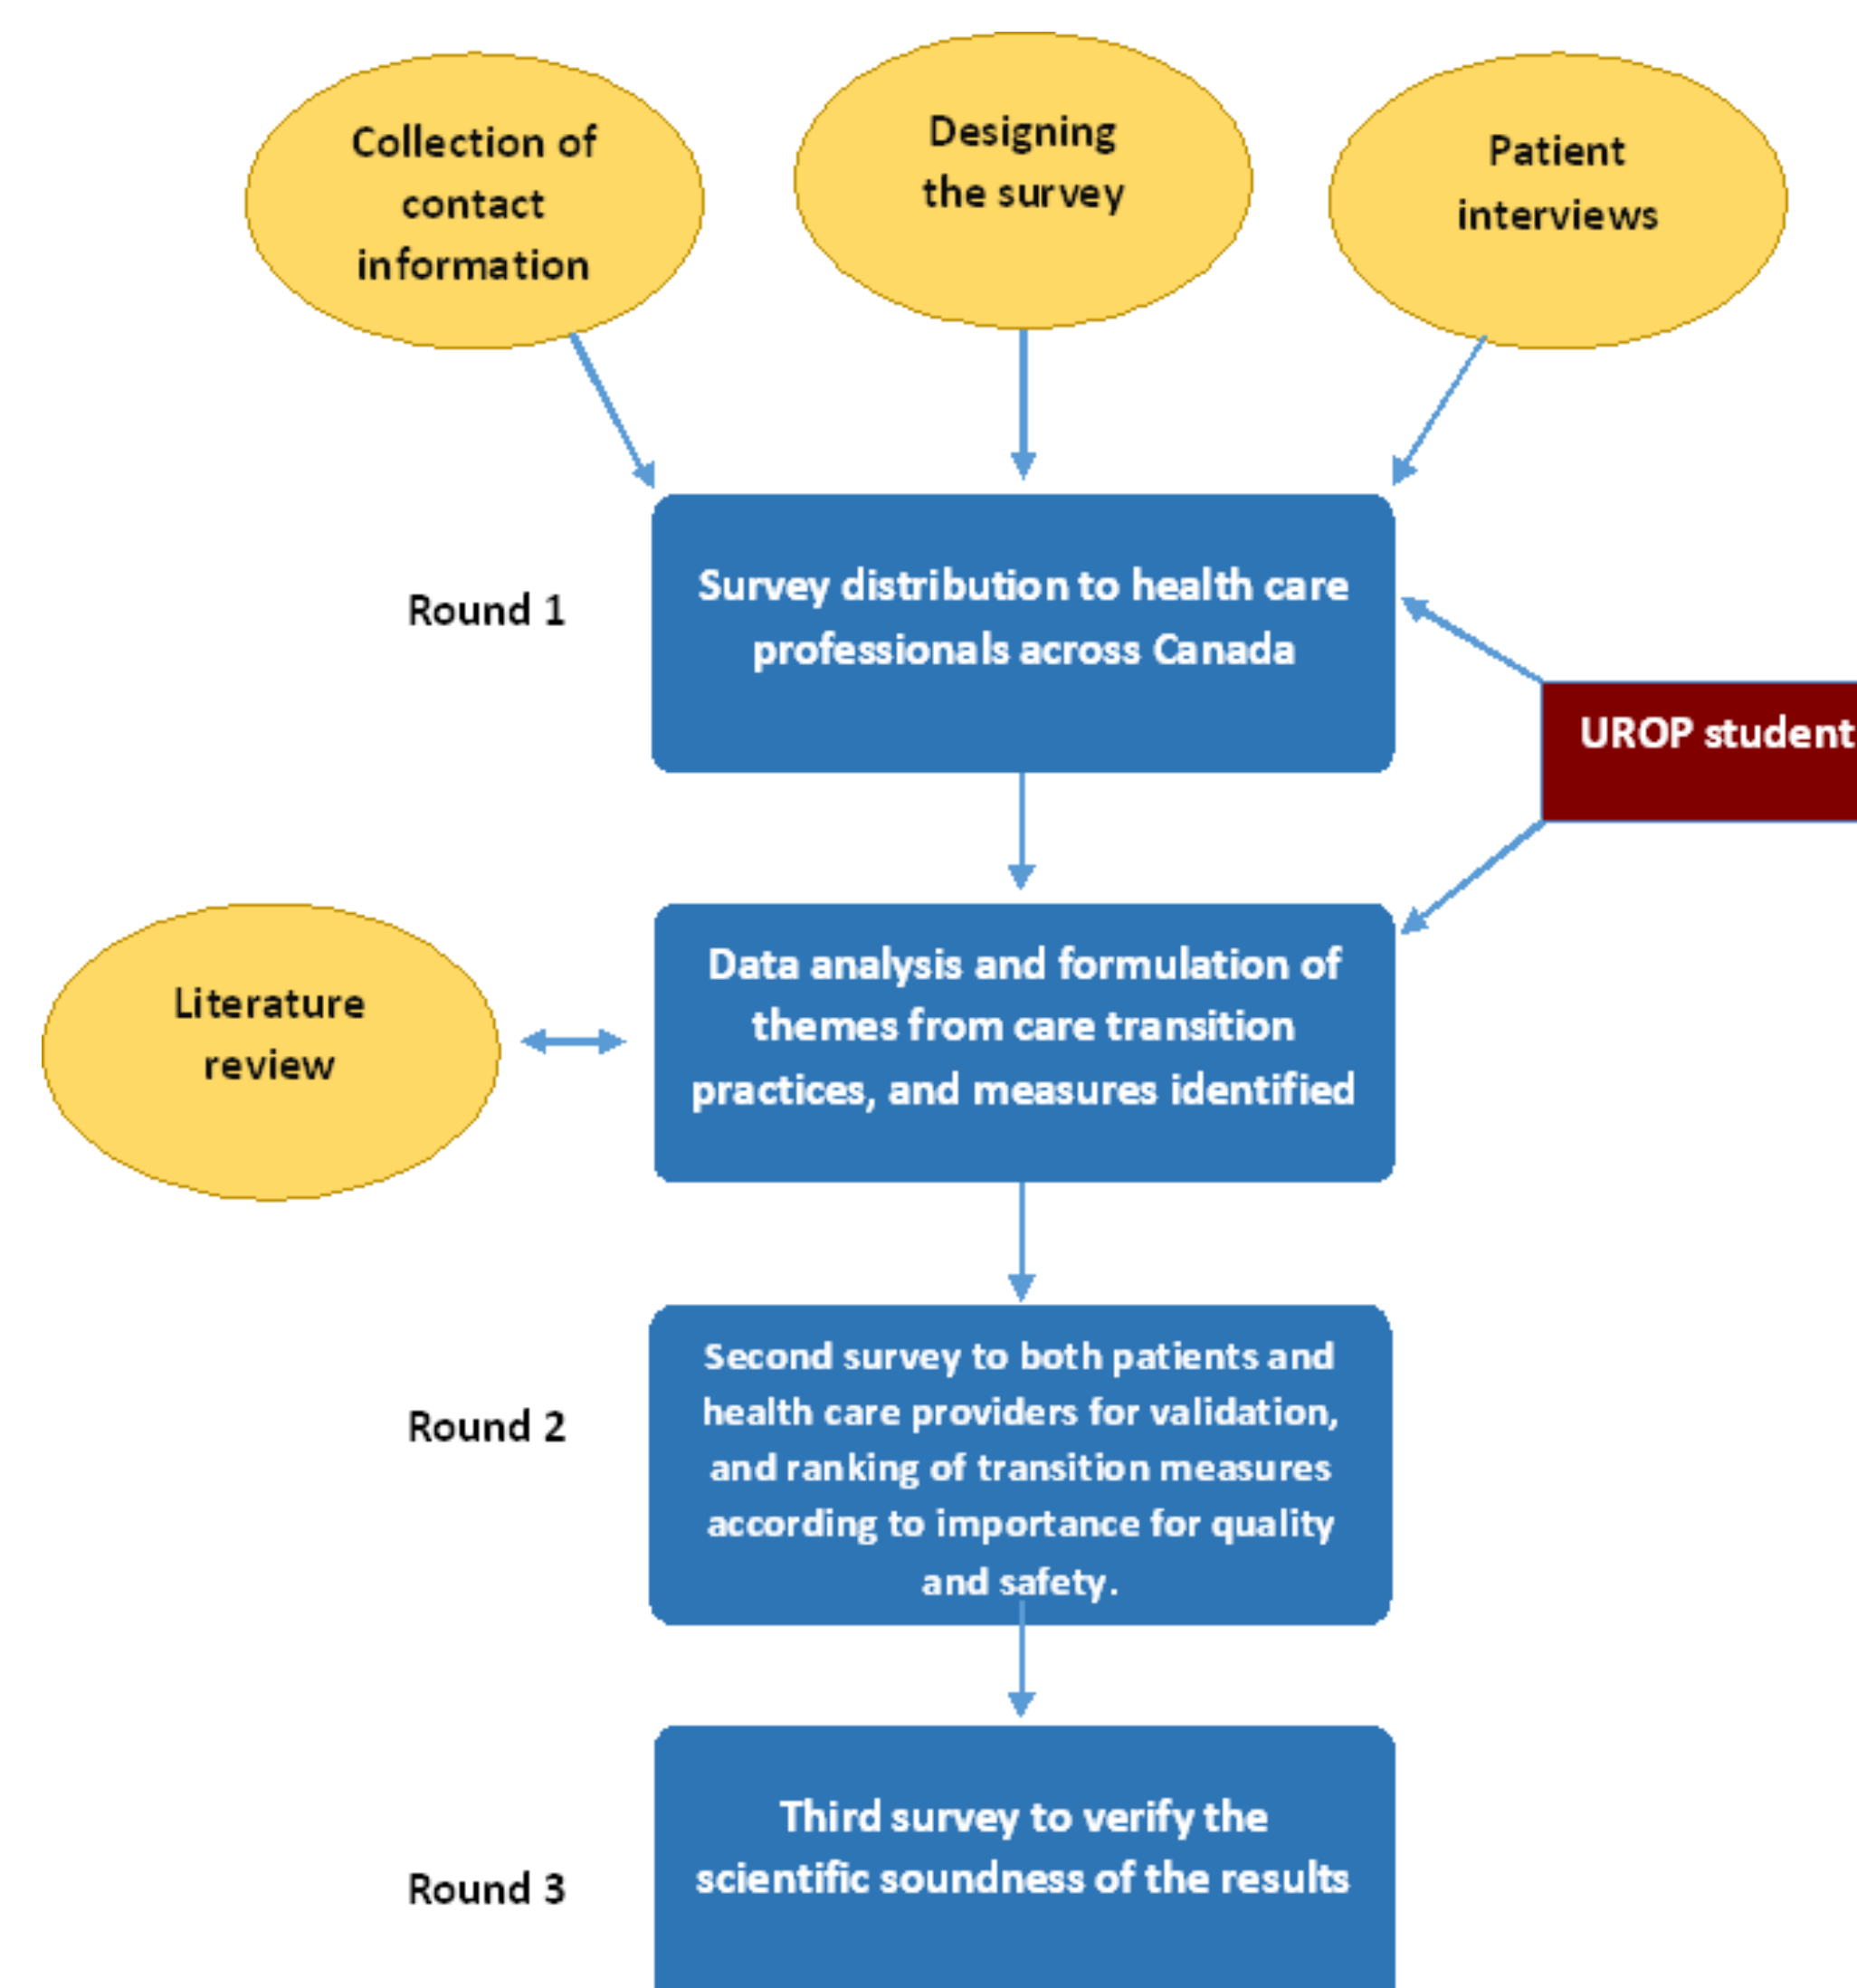 Collection of
contact
information
Designing
the survey
Patient
interviews
Round 1
Survey distribution to health care
professionals across Canada
UROP student
Literature
review
Data analysis and formulation of
themes from care transition
practices, and measures identified
Round 2
Second survey to both patients and
health care providers for validation,
and ranking of transition measures
according to importance for quality
and safety.
Round 3
Third survey to verify the
scientific soundness of the results